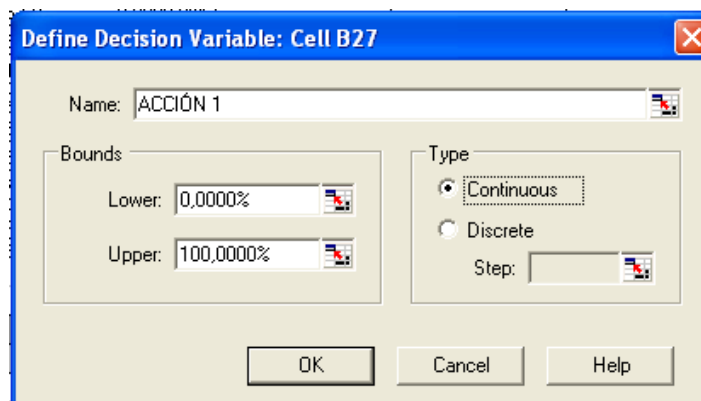 Define Decision Variable: Cell B27
Name: ACCIÓN 1
Bounds
Lower: 0,0000%
Upper: 100,0000%
Type
Continuous
Discrete
Step:
OK
Cancel
Help